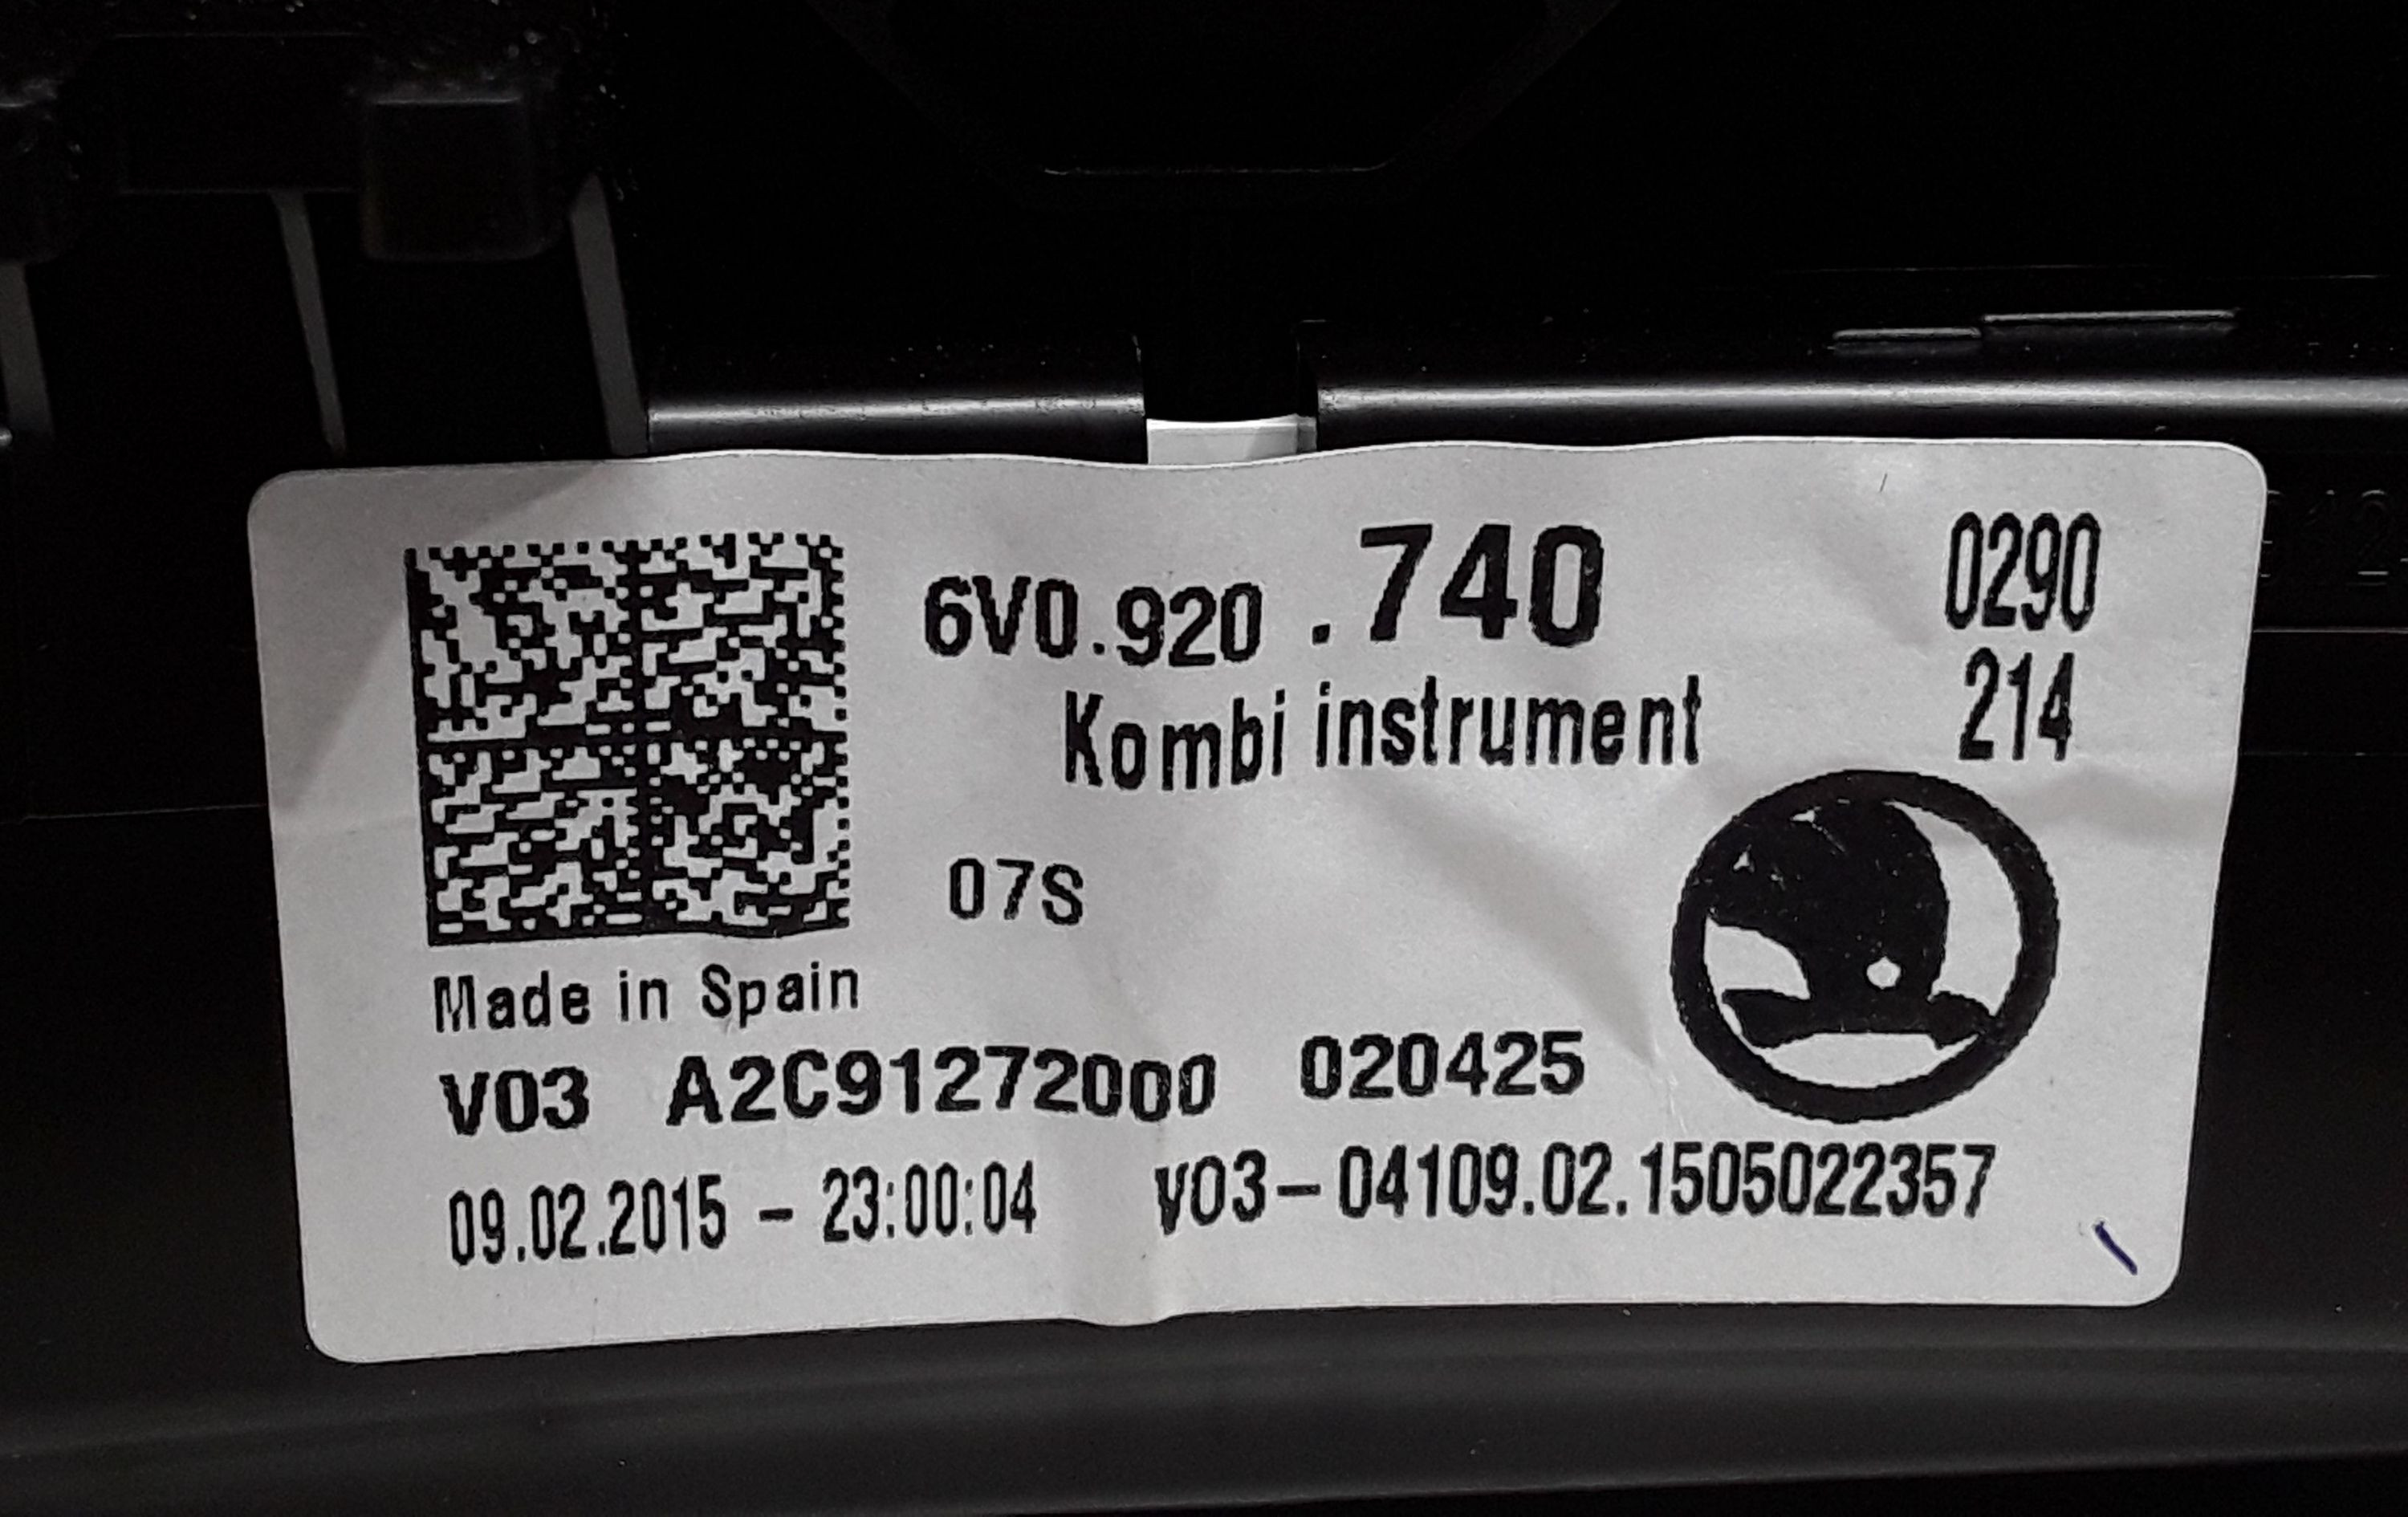 6V0.920 .740 0290
Kombi instrument 214
07S
Made in Spain
V03 A2C91272000 020425
09.02.2015 - 23:00:04 V03-04109.02.1505022357